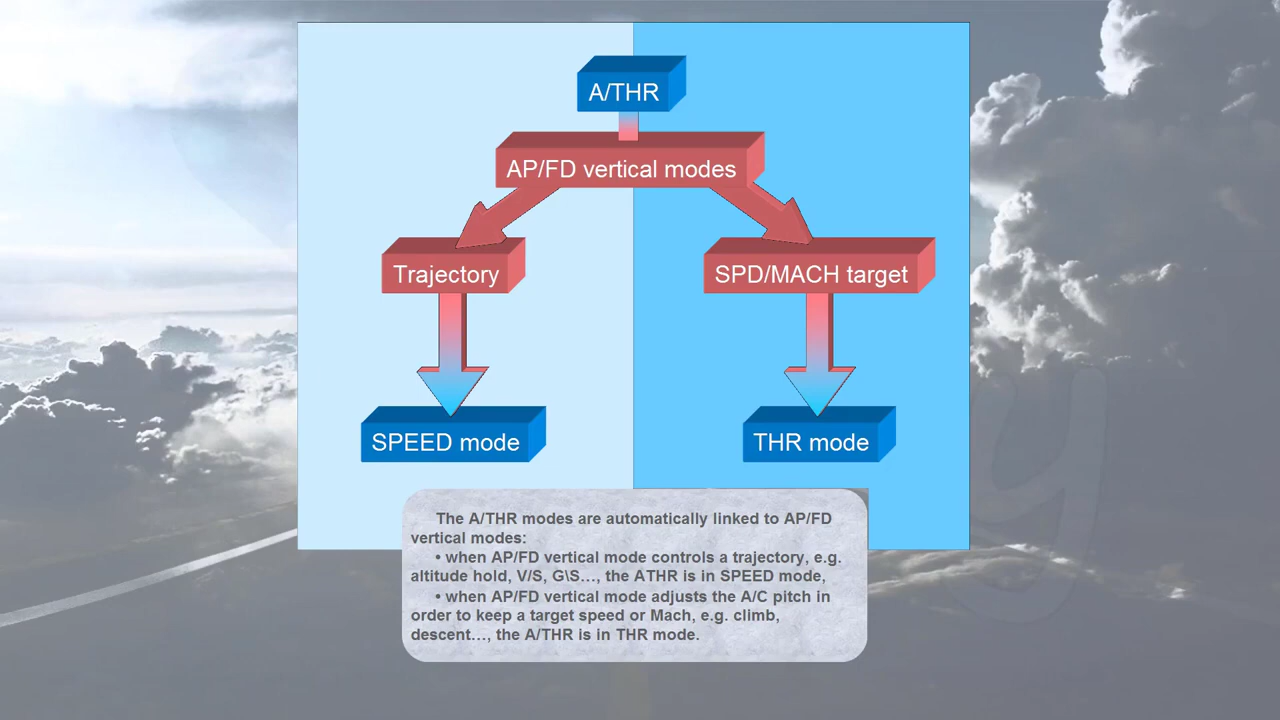 A/THR
AP/FD vertical modes
Trajectory
SPD/MACH target
SPEED mode
THR mode
The A/THR modes are automatically linked to AP/FD
vertical modes:
• when AP/FD vertical mode controls a trajectory, e.g.
altitude hold, V/S, G\S..., the ATHR is in SPEED mode,
• when AP/FD vertical mode adjusts the A/C pitch in
order to keep a target speed or Mach, e.g. climb,
descent..., the A/THR is in THR mode.